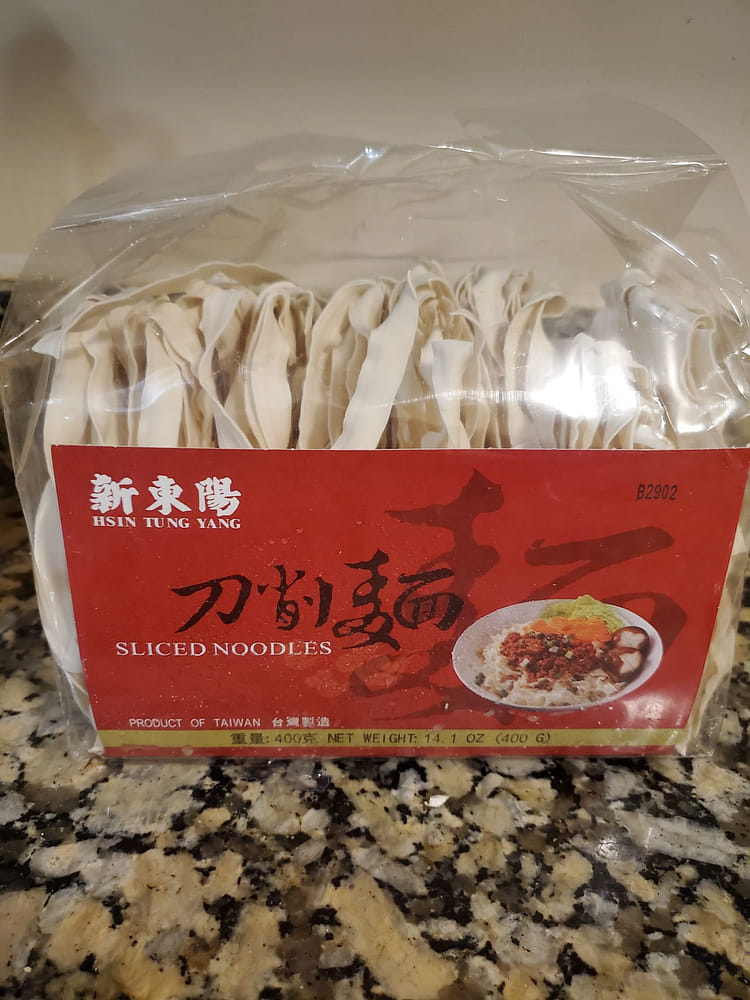 新東陽
HSIN TUNG YANG
B2902
刀削麵
SLICED NOODLES
麵
PRODUCT OF TAIWAN 台灣製造
重量: 400克 NET WEIGHT: 14.1 OZ (400 G)